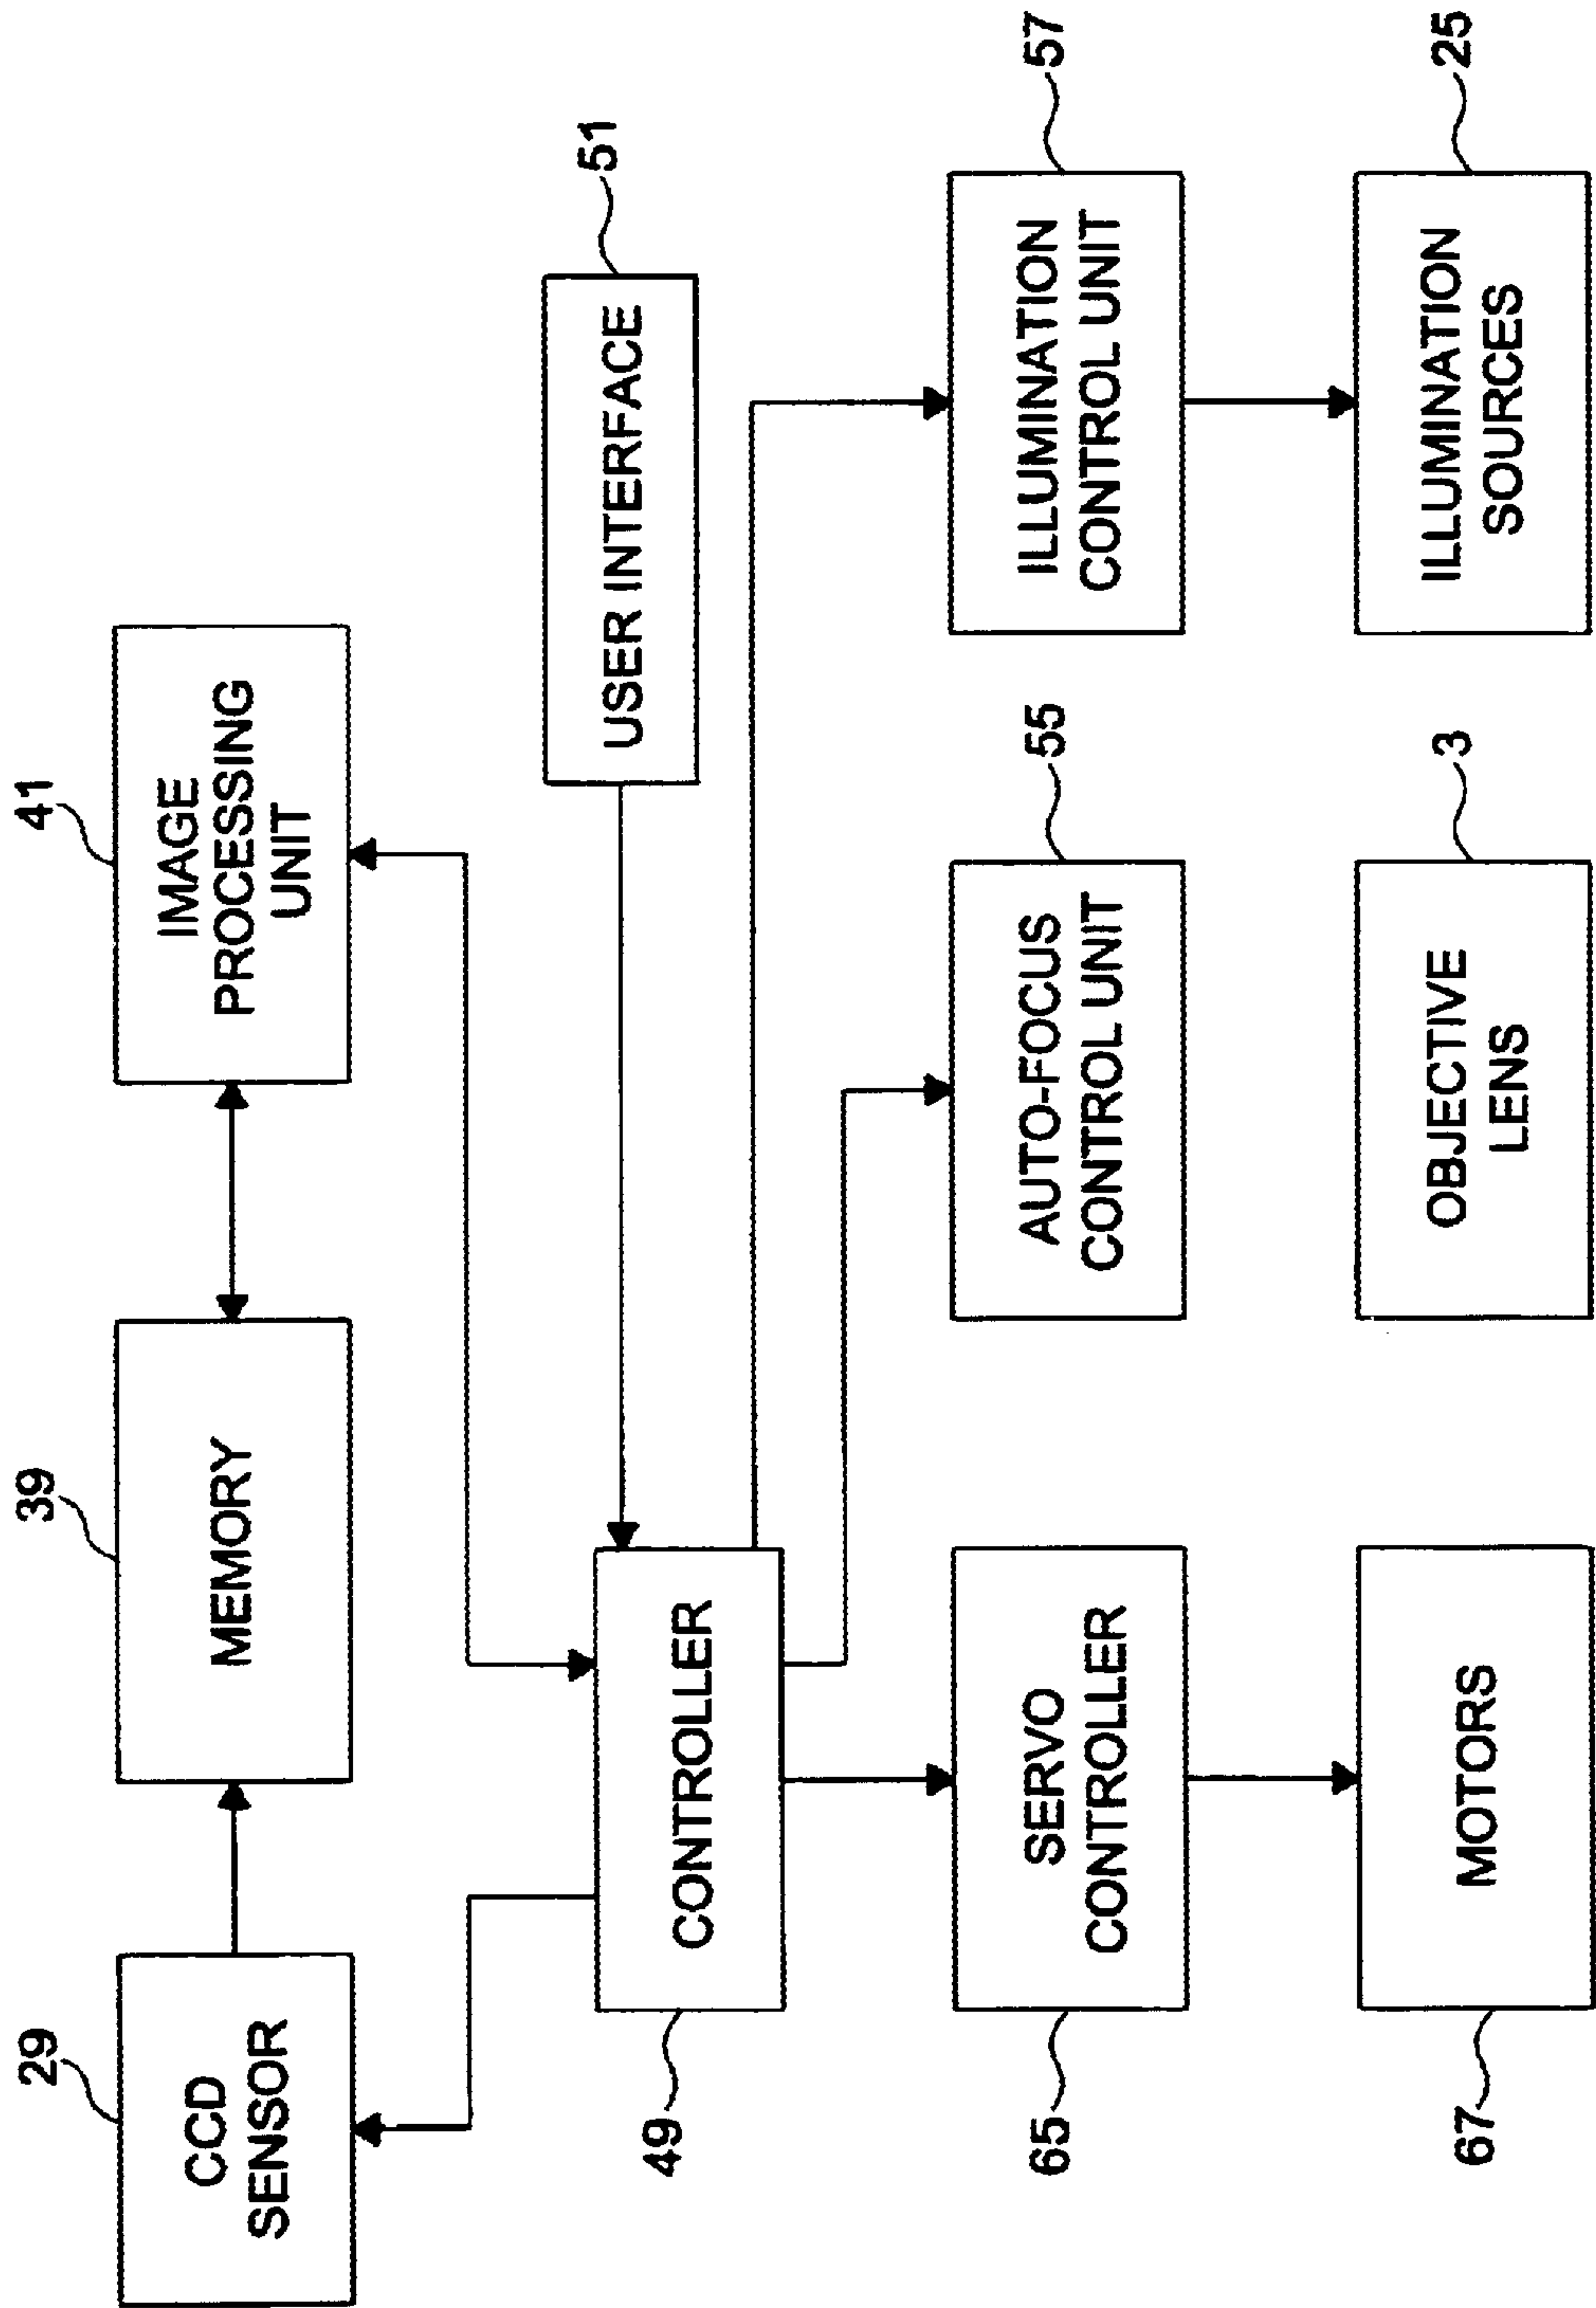 29
CCD
SENSOR
39
MEMORY
41
IMAGE
PROCESSING
UNIT
49
CONTROLLER
USER INTERFACE
51
65
SERVO
CONTROLLER
AUTO-FOCUS
CONTROL UNIT
55
ILLUMINATION
CONTROL UNIT
57
67
MOTORS
OBJECTIVE
LENS
3
ILLUMINATION
SOURCES
25